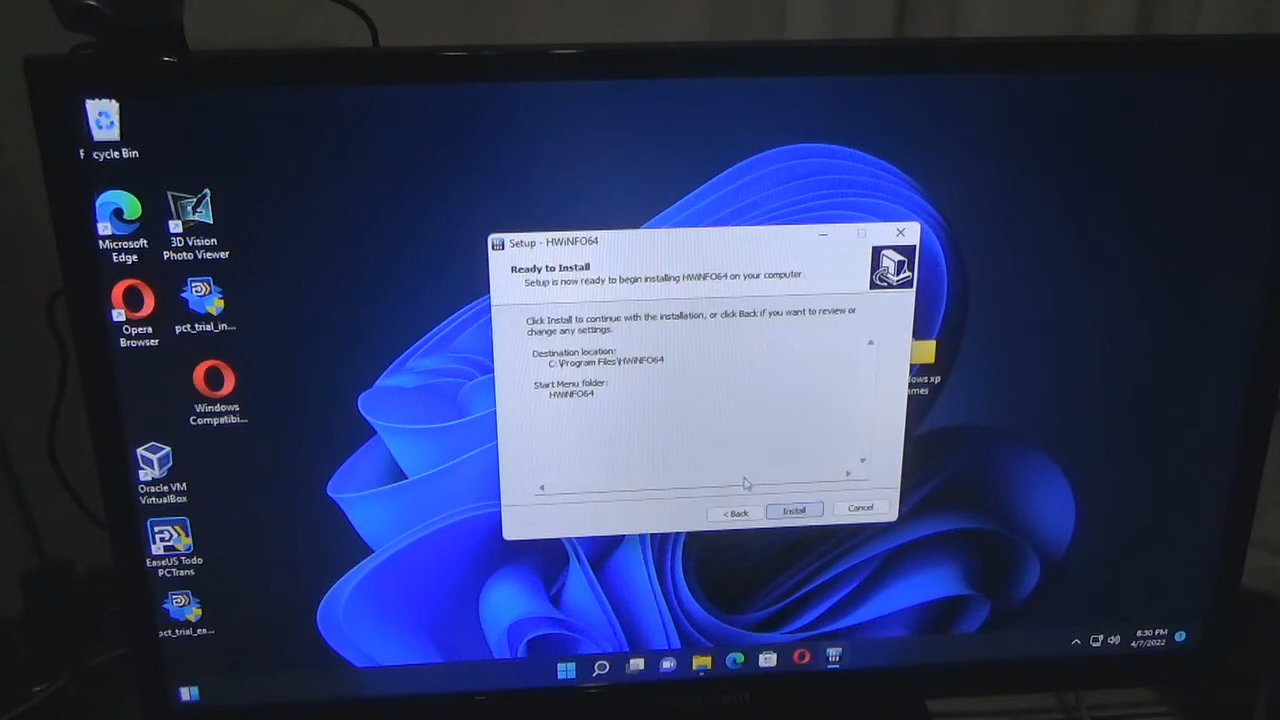 cycle Bin
Microsoft
Edge
3D Vision
Photo Viewer
Opera
Browser
pct_trial_in...
Windows
Compatibi...
Oracle VM
VirtualBox
EaseUS Todo
PCTrans
pct_trial_ea...
Setup - HWiNFO64
Ready to Install
Setup is now ready to begin installing HWiNFO64 on your computer.
Click Install to continue with the installation, or click Back if you want to review or
change any settings.
Destination location:
C:\Program Files\HWiNFO64
Start Menu folder:
HWiNFO64
< Back
Install
Cancel
ows xp
mes
8:30 PM
4/7/2022